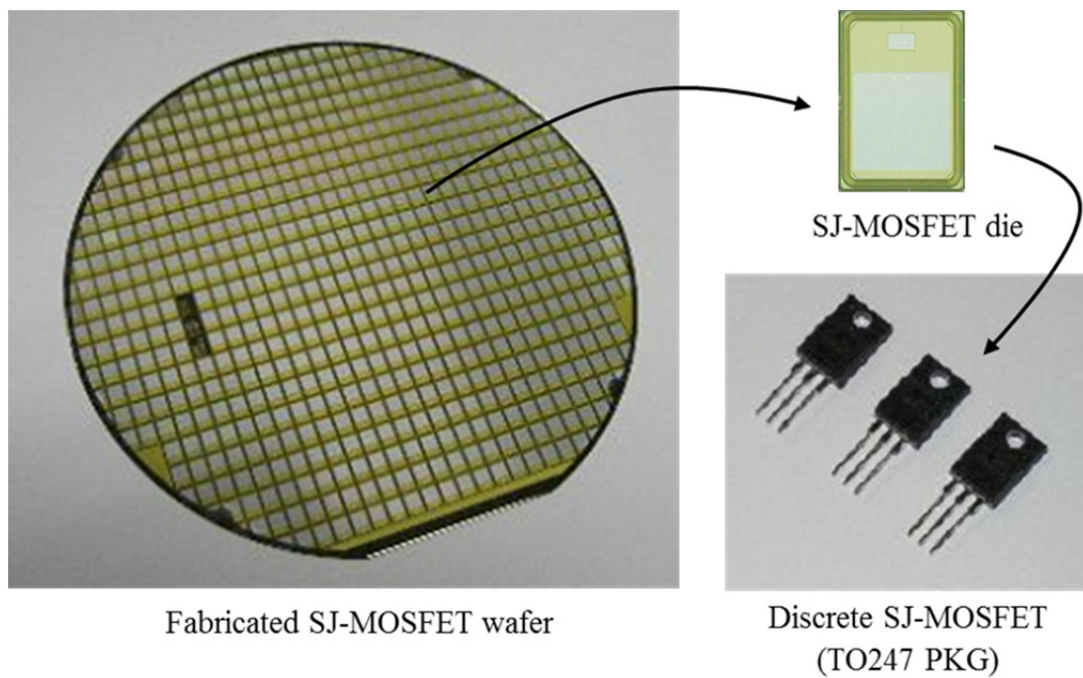 SJ-MOSFET die
Fabricated SJ-MOSFET wafer
Discrete SJ-MOSFET
(TO247 PKG)